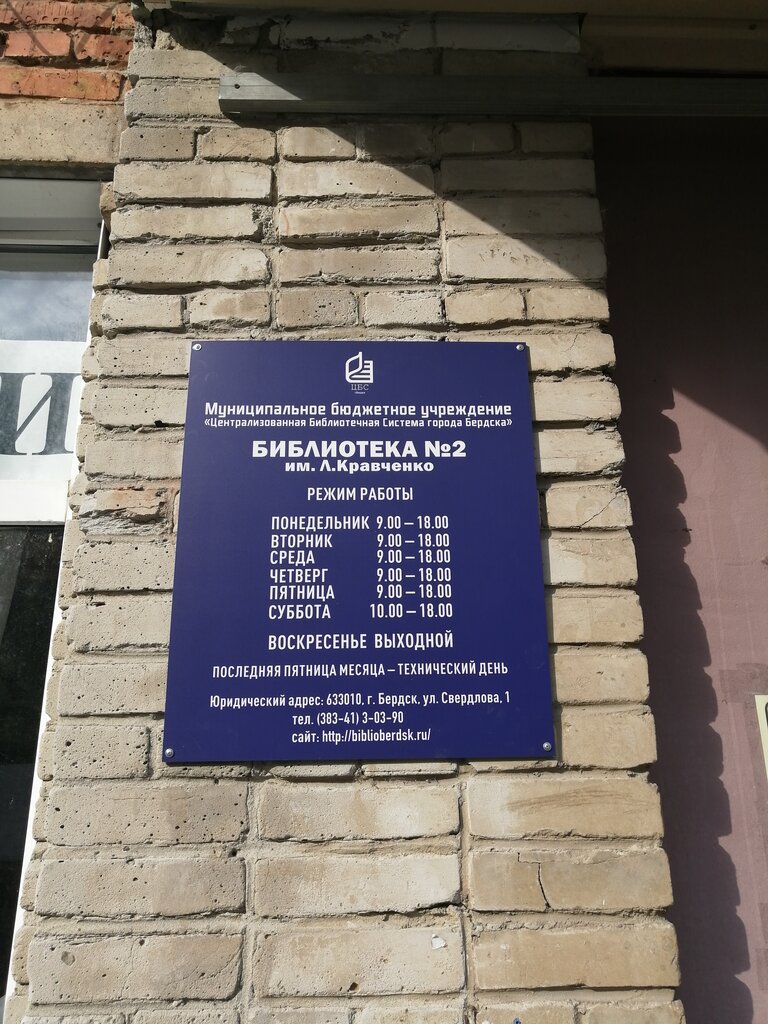 ЦБС
Муниципальное бюджетное учреждение
«Централизованная Библиотечная Система города Бердска»
БИБЛИОТЕКА №2
им. Л.Кравченко
РЕЖИМ РАБОТЫ
ПОНЕДЕЛЬНИК 9.00 – 18.00
ВТОРНИК 9.00 – 18.00
СРЕДА 9.00 – 18.00
ЧЕТВЕРГ 9.00 – 18.00
ПЯТНИЦА 9.00 – 18.00
СУББОТА 10.00 – 18.00
ВОСКРЕСЕНЬЕ ВЫХОДНОЙ
ПОСЛЕДНЯЯ ПЯТНИЦА МЕСЯЦА – ТЕХНИЧЕСКИЙ ДЕНЬ
Юридический адрес: 633010, г. Бердск, ул. Свердлова, 1
тел. (383-41) 3-03-90
сайт: http://biblioberdsk.ru/